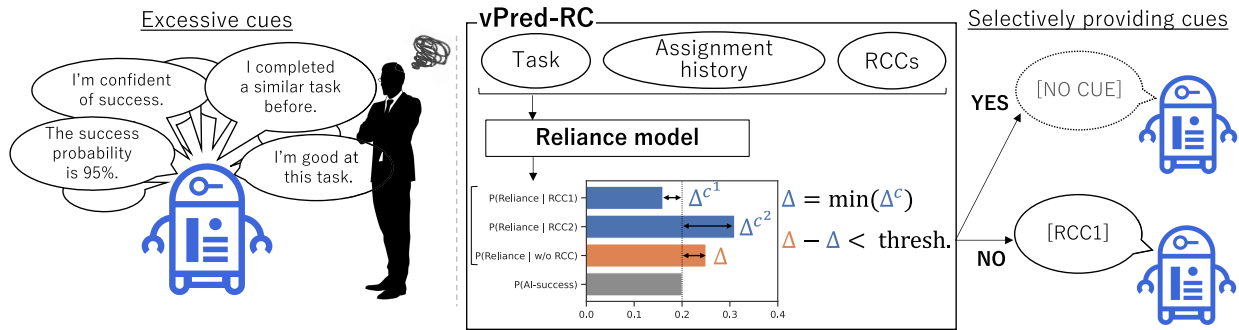 Excessive cues
I'm confident
of success.
I completed
a similar task
before.
The success
probability
is 95%.
I'm good at
this task.
vPred-RC
Task
Assignment
history
RCCs
Reliance model
P(Reliance | RCC1)
P(Reliance | RCC2)
P(Reliance | w/o RCC)
P(AI-success)
0.0 0.1 0.2 0.3 0.4
Δᶜ¹
Δᶜ²
Δ
Δ = min(Δᶜ)
Δ − Δ < thresh.
Selectively providing cues
YES
[NO CUE]
NO
[RCC1]